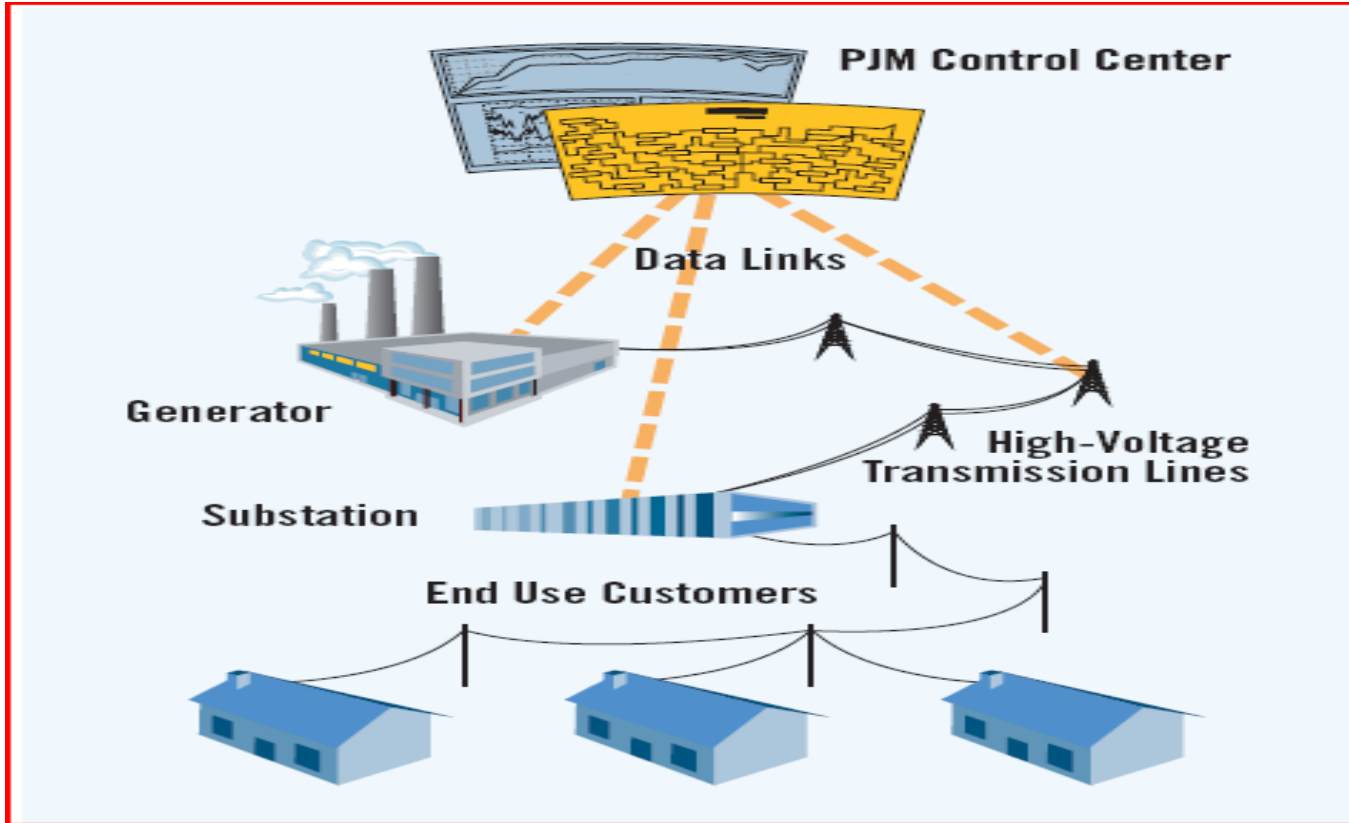 PJM Control Center
Data Links
Generator
High-Voltage
Transmission Lines
Substation
End Use Customers